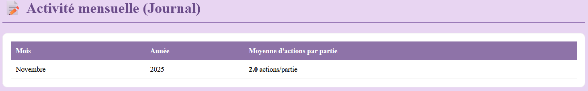 Activité mensuelle (Journal)
Mois Année Moyenne d'actions par partie
Novembre 2025 2.0 actions/partie